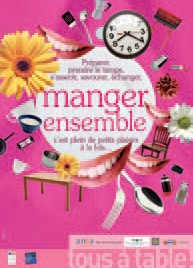 Préparer,
prendre le temps,
s'asseoir, savourer, échanger,
manger
ensemble
c'est plein de petits plaisirs
à la fois.
tous à table